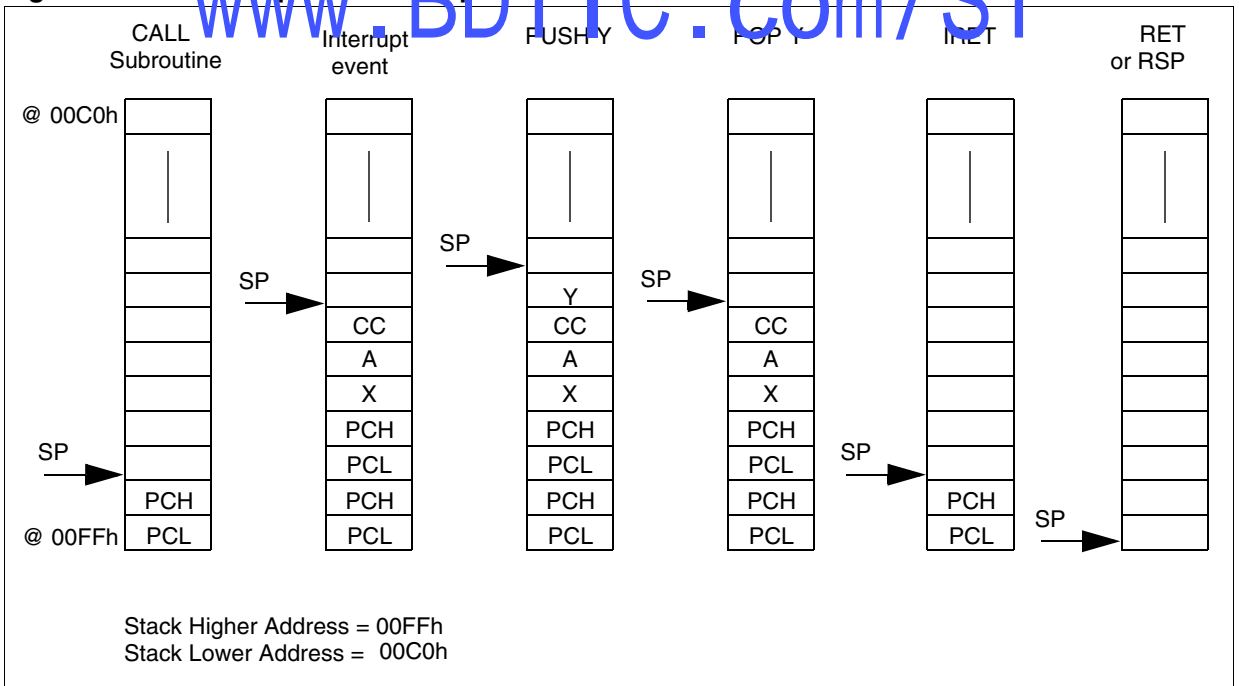 www.BDTIC.com/ST
CALL
Subroutine
Interrupt
event
PUSH Y
POP Y
IRET
RET
or RSP
@ 00C0h
SP
SP
SP
Y
CC
CC
CC
A
A
A
X
X
X
PCH
PCH
PCH
SP
SP
PCL
PCL
PCL
PCH
PCH
PCH
PCH
PCH
SP
@ 00FFh
PCL
PCL
PCL
PCL
PCL
Stack Higher Address = 00FFh
Stack Lower Address = 00C0h